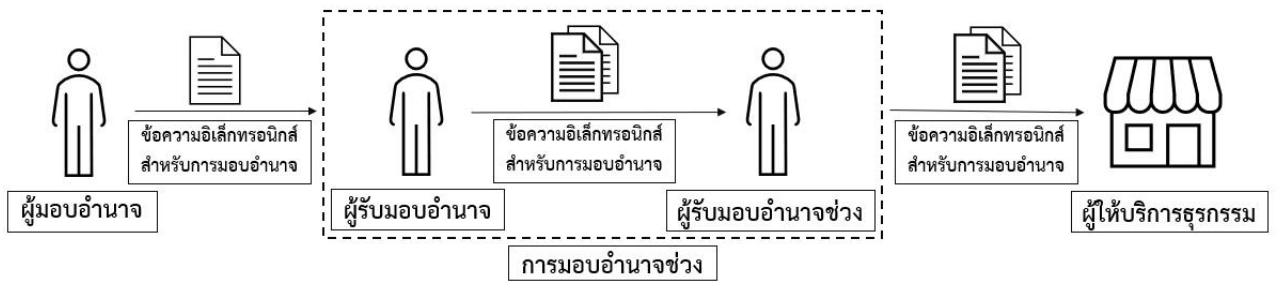 ข้อความอิเล็กทรอนิกส์
สำหรับการมอบอำนาจ
ข้อความอิเล็กทรอนิกส์
สำหรับการมอบอำนาจ
ข้อความอิเล็กทรอนิกส์
สำหรับการมอบอำนาจ
ผู้มอบอำนาจ
ผู้รับมอบอำนาจ
ผู้รับมอบอำนาจช่วง
ผู้ให้บริการธุรกรรม
การมอบอำนาจช่วง